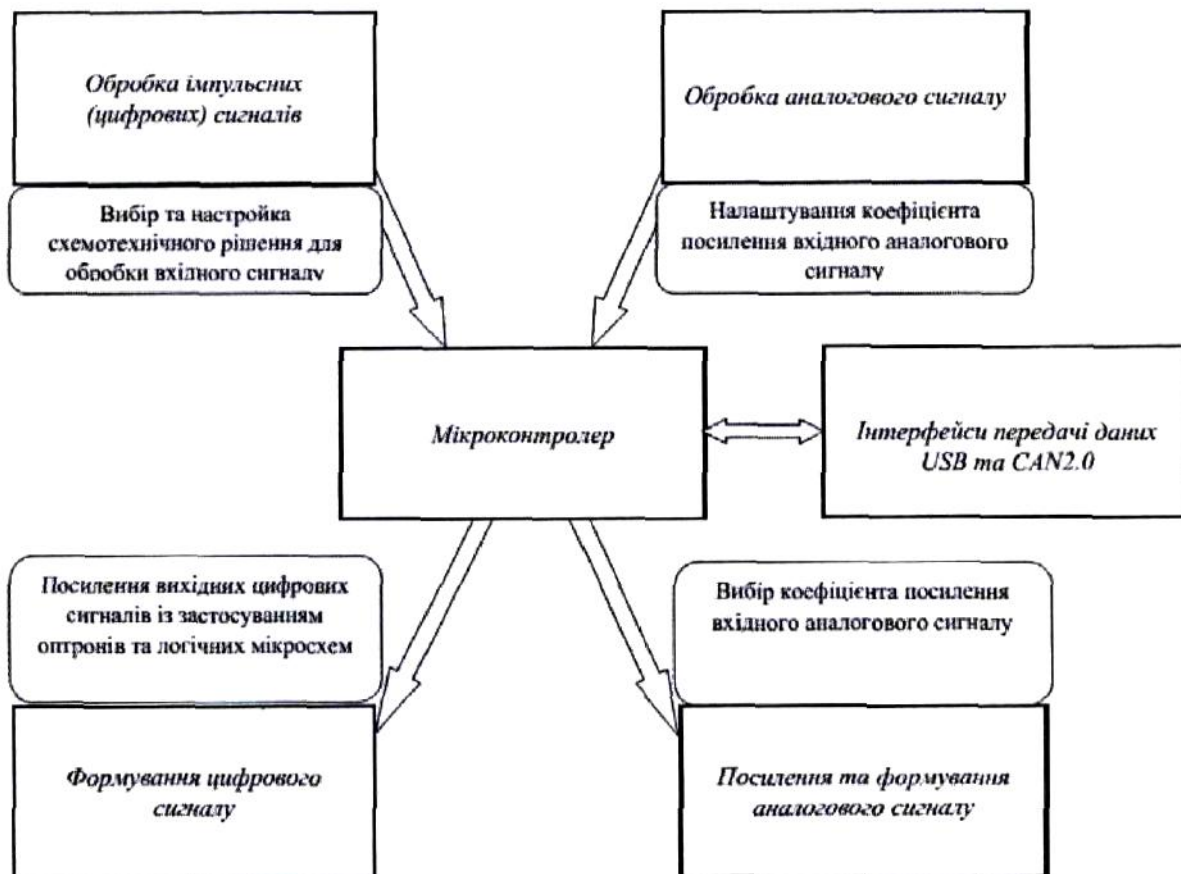 Обробка імпульсних
(цифрових) сигналів
Обробка аналогового сигналу
Вибір та настройка
схемотехнічного рішення для
обробки вхідного сигналу
Налаштування коефіцієнта
посилення вхідного аналогового
сигналу
Мікроконтролер
Інтерфейси передачі даних
USB та CAN2.0
Посилення вихідних цифрових
сигналів із застосуванням
оптронів та логічних мікросхем
Вибір коефіцієнта посилення
вхідного аналогового сигналу
Формування цифрового
сигналу
Посилення та формування
аналогового сигналу